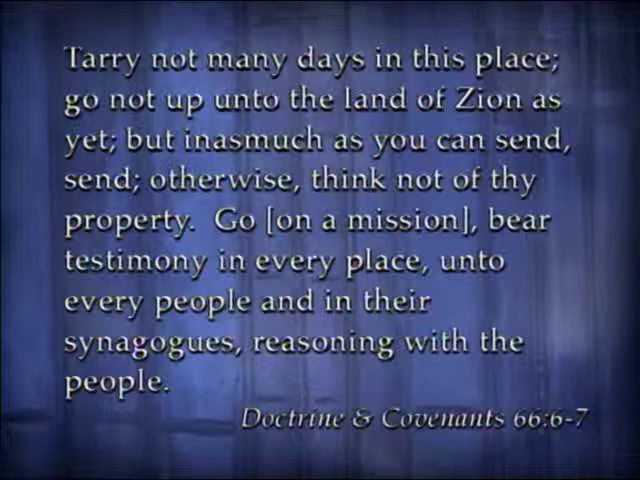 Tarry not many days in this place;
go not up unto the land of Zion as
yet; but inasmuch as you can send,
send; otherwise, think not of thy
property.  Go [on a mission], bear
testimony in every place, unto
every people and in their
synagogues, reasoning with the
people.
Doctrine & Covenants 66:6-7